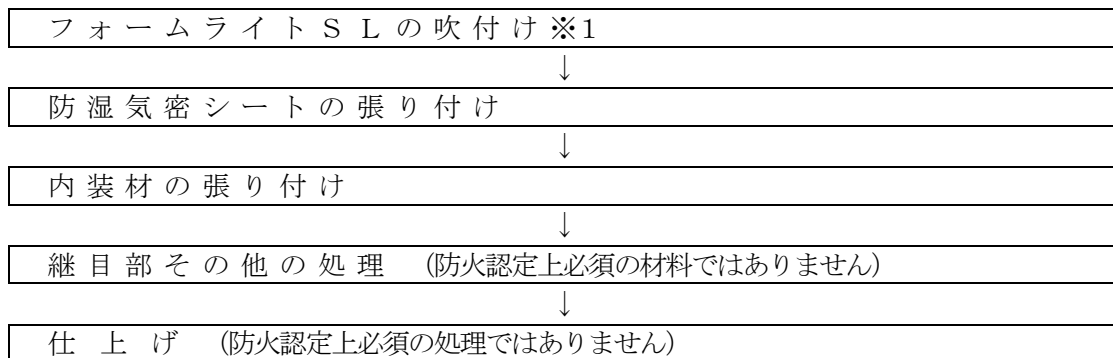 フォームライトＳＬの吹付け※1
↓
防湿気密シートの張り付け
↓
内装材の張り付け
↓
継目部その他の処理 (防火認定上必須の材料ではありません)
↓
仕上げ (防火認定上必須の処理ではありません)